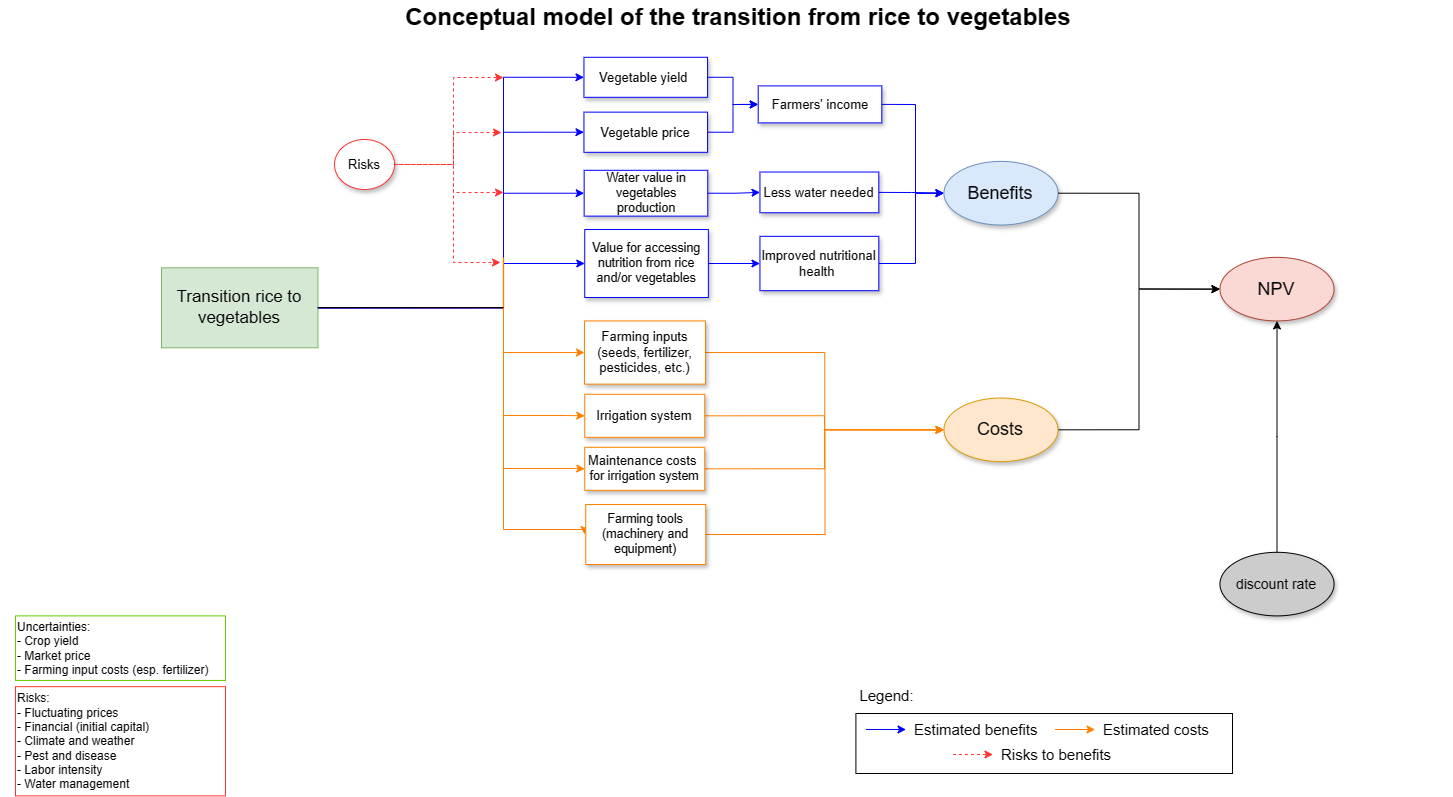 Conceptual model of the transition from rice to vegetables
Vegetable yield
Farmers' income
Vegetable price
Risks
Water value in
vegetables
production
Less water needed
Benefits
Value for accessing
nutrition from rice
and/or vegetables
Improved nutritional
health
Transition rice to
vegetables
NPV
Farming inputs
(seeds, fertilizer,
pesticides, etc.)
Irrigation system
Costs
Maintenance costs
for irrigation system
Farming tools
(machinery and
equipment)
discount rate
Uncertainties:
- Crop yield
- Market price
- Farming input costs (esp. fertilizer)
Risks:
- Fluctuating prices
- Financial (initial capital)
- Climate and weather
- Pest and disease
- Labor intensity
- Water management
Legend:
Estimated benefits
Estimated costs
Risks to benefits